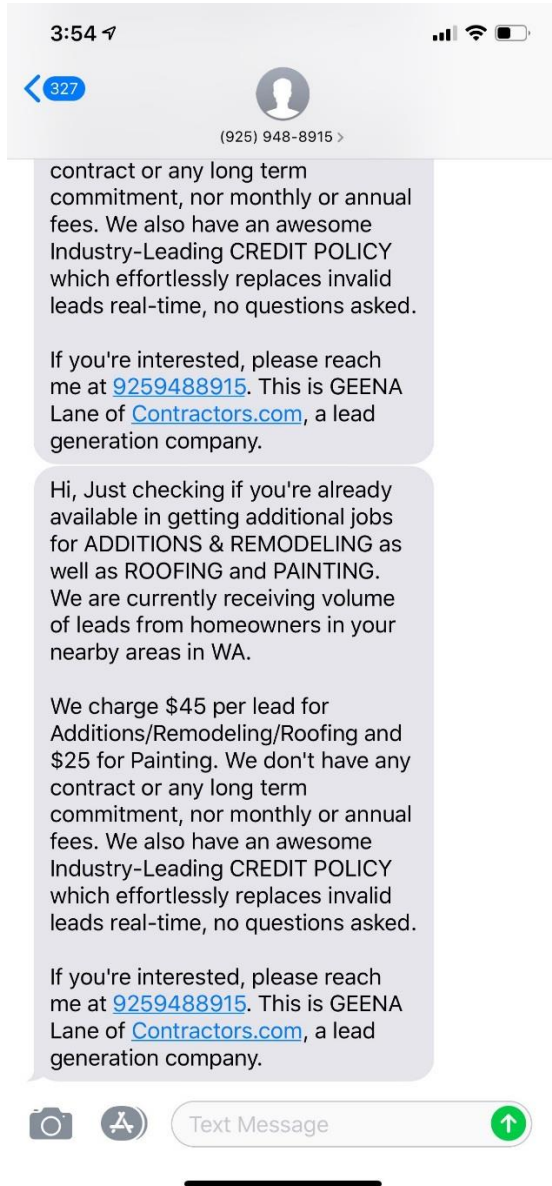 3:54
327
(925) 948-8915 >
contract or any long term
commitment, nor monthly or annual
fees. We also have an awesome
Industry-Leading CREDIT POLICY
which effortlessly replaces invalid
leads real-time, no questions asked.
If you're interested, please reach
me at 9259488915. This is GEENA
Lane of Contractors.com, a lead
generation company.
Hi, Just checking if you're already
available in getting additional jobs
for ADDITIONS & REMODELING as
well as ROOFING and PAINTING.
We are currently receiving volume
of leads from homeowners in your
nearby areas in WA.
We charge $45 per lead for
Additions/Remodeling/Roofing and
$25 for Painting. We don't have any
contract or any long term
commitment, nor monthly or annual
fees. We also have an awesome
Industry-Leading CREDIT POLICY
which effortlessly replaces invalid
leads real-time, no questions asked.
If you're interested, please reach
me at 9259488915. This is GEENA
Lane of Contractors.com, a lead
generation company.
Text Message